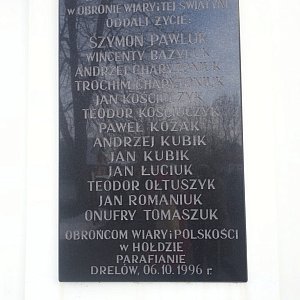 w OBRONIE WIARY i TEJ ŚWIĄTYNI
ODDALI ŻYCIE:
SZYMON PAWLUK
WINCENTY BAZYLUK
ANDRZEJ CHARYTONIUK
TROCHIM CHARYTONIUK
JAN KOŚCIUCZYK
TEODOR KOŚCIUCZYK
PAWEŁ KOZAK
ANDRZEJ KUBIK
JAN KUBIK
JAN ŁUCIUK
TEODOR OŁTUSZYK
JAN ROMANIUK
ONUFRY TOMASZUK
OBROŃCOM WIARY i POLSKOŚCI
w HOŁDZIE
PARAFIANIE
DRELÓW, 06.10.1996 r.